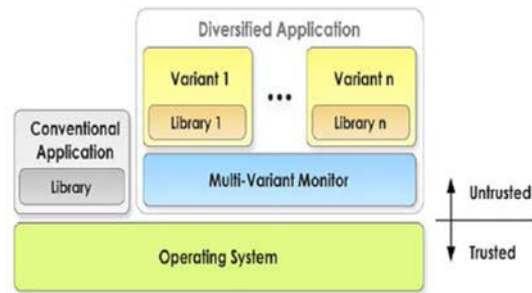 Diversified Application
Variant 1
Library 1
•••
Variant n
Library n
Conventional
Application
Library
Multi-Variant Monitor
Untrusted
Trusted
Operating System